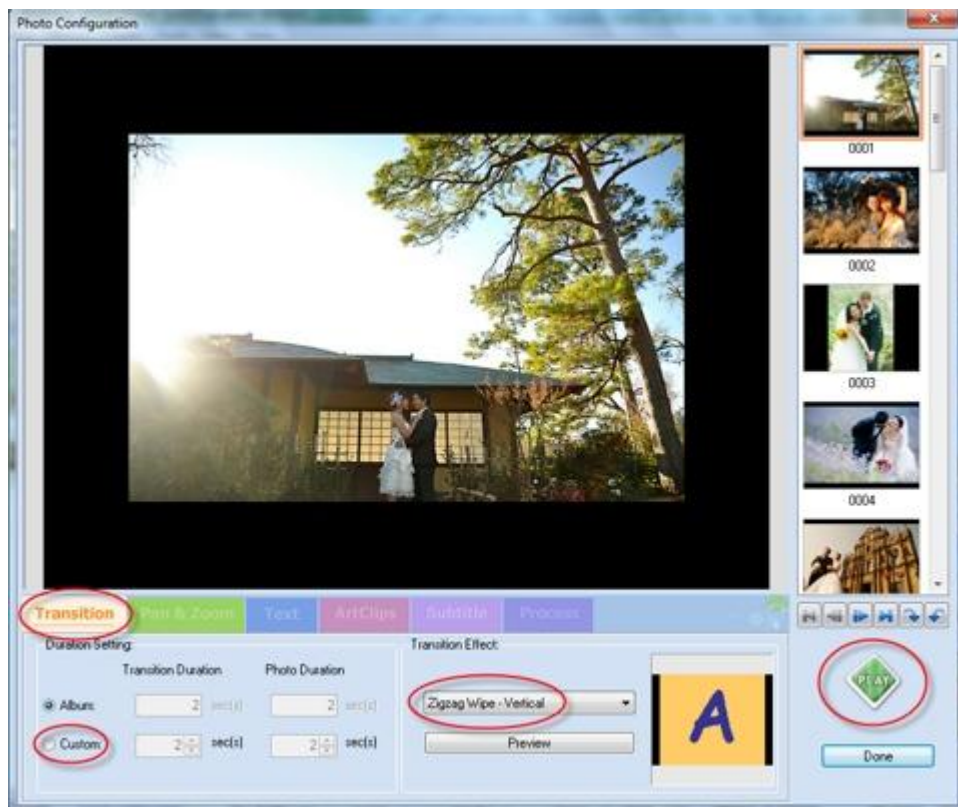 Photo Configuration
0001
0002
0003
0004
Transition Pan & Zoom Text ArtClips Subtitle Process
Duration Setting:
Transition Duration Photo Duration
Album: 2 sec(s) 2 sec(s)
Custom: 2 sec(s) 2 sec(s)
Transition Effect:
Zigzag Wipe - Vertical
Preview
A
PLAY
Done